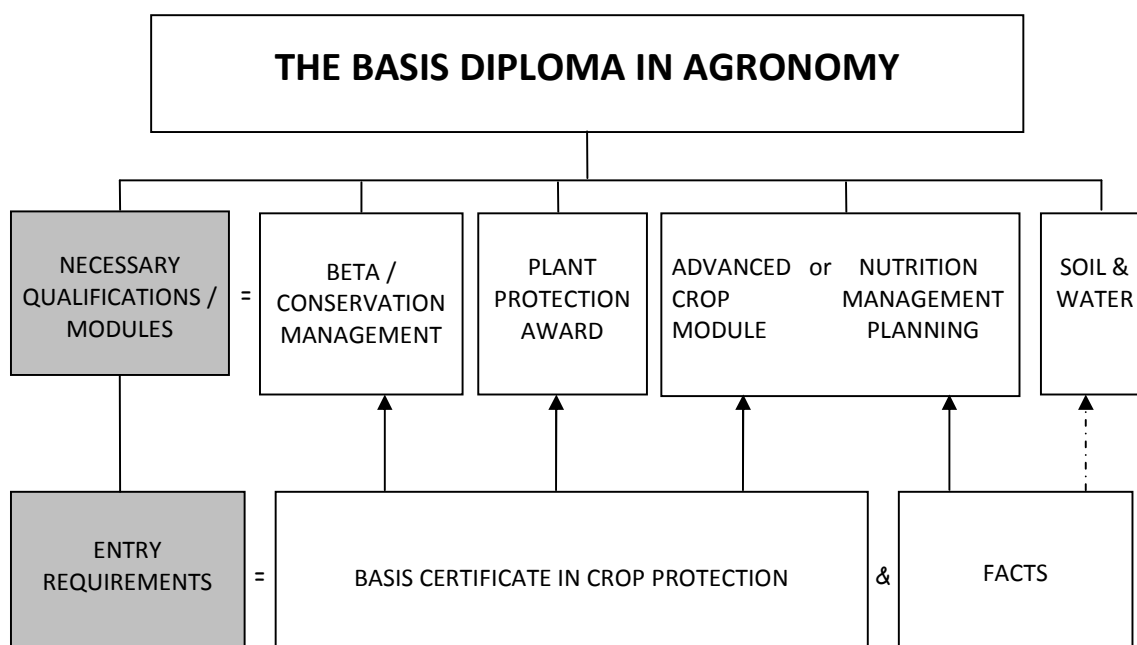 THE BASIS DIPLOMA IN AGRONOMY
NECESSARY
QUALIFICATIONS /
MODULES
=
BETA /
CONSERVATION
MANAGEMENT
PLANT
PROTECTION
AWARD
ADVANCED or NUTRITION
CROP MANAGEMENT
MODULE PLANNING
SOIL &
WATER
ENTRY
REQUIREMENTS
=
BASIS CERTIFICATE IN CROP PROTECTION
&
FACTS